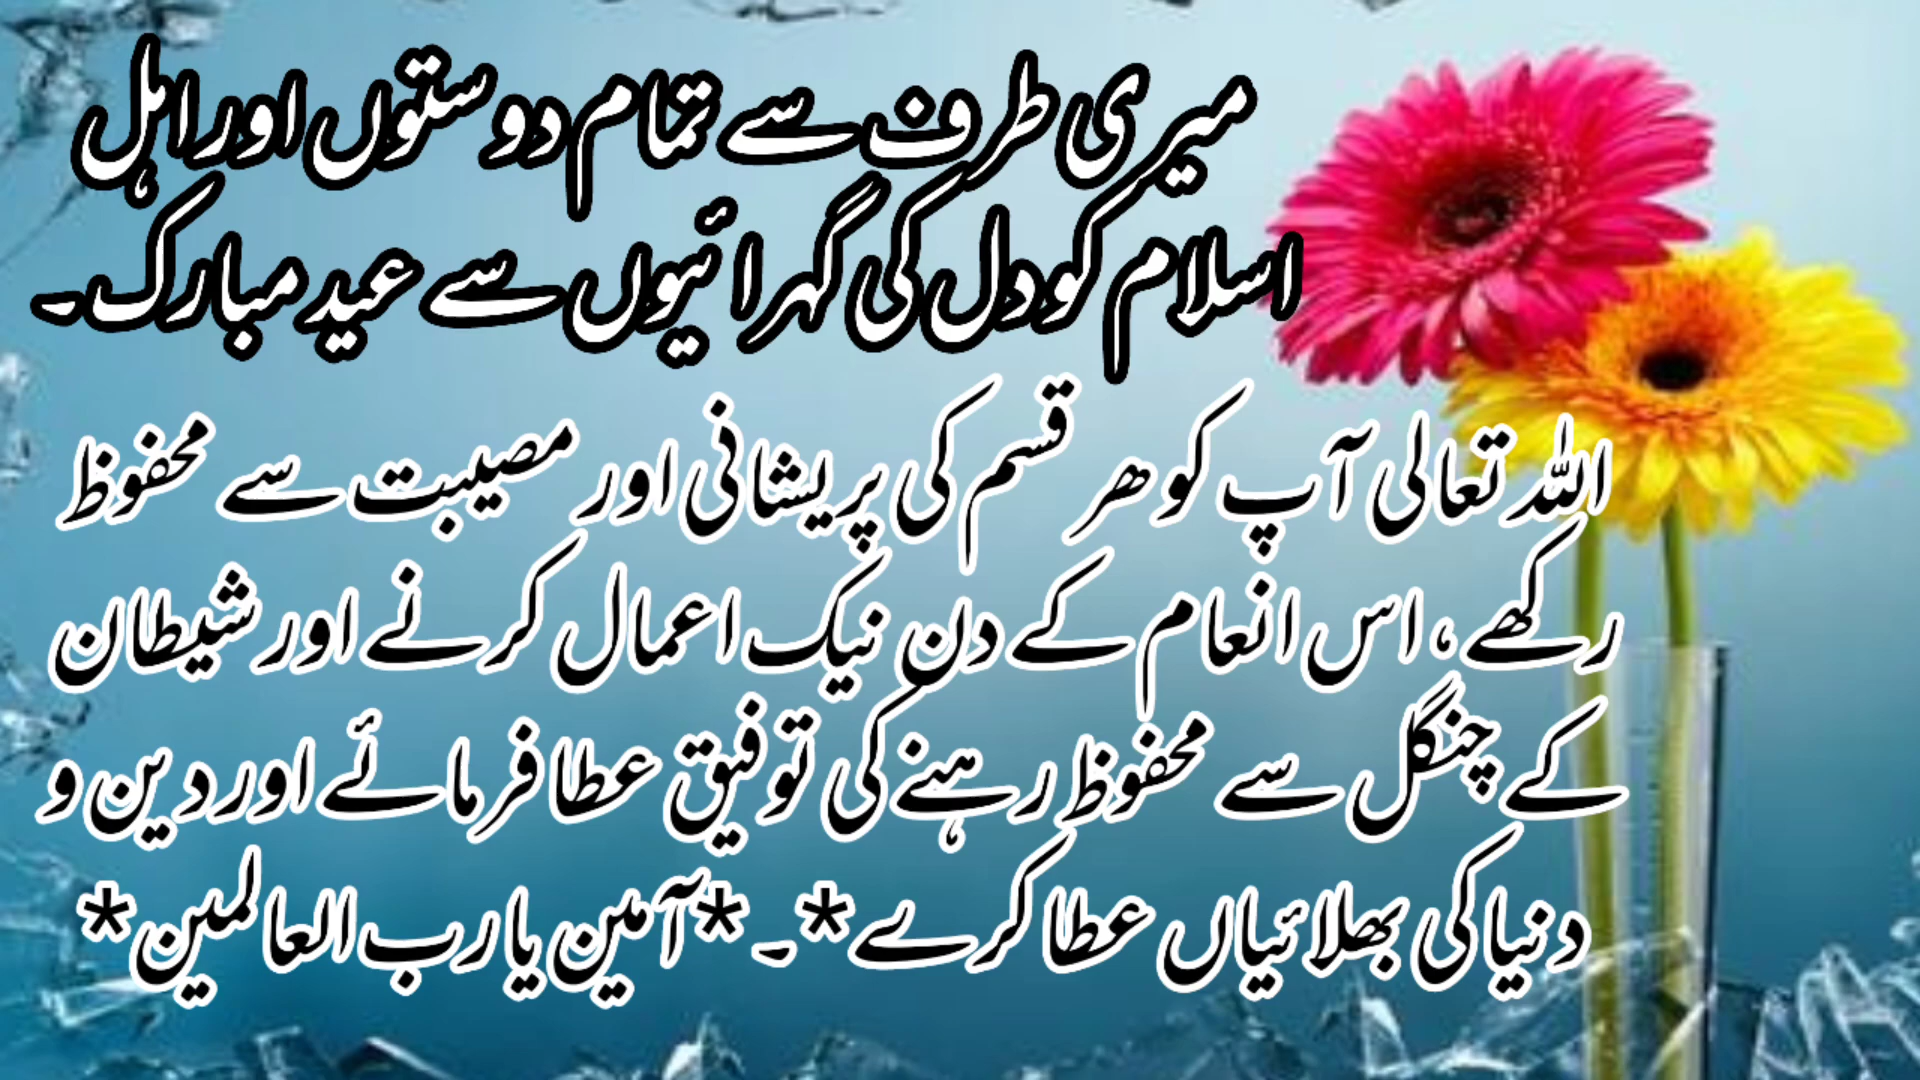 میری طرف سے تمام دوستوں اور اہل
اسلام کو دل کی گہرائیوں سے عید مبارک۔
اللہ تعالی آپ کو ھر قسم کی پریشانی اور مصیبت سے محفوظ
رکھے ، اس انعام کے دن نیک اعمال کرنے اور شیطان
کے چنگل سے محفوظ رہنے کی توفیق عطا فرمائے اور دین و
دنیا کی بھلائیاں عطا کرے *۔ *آمین یا رب العالمین *